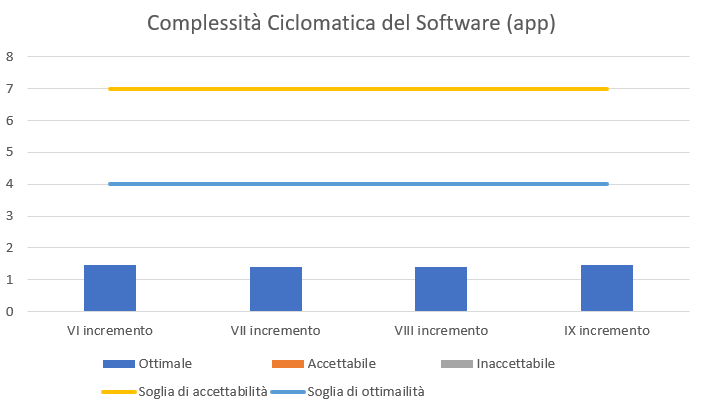 Complessità Ciclomatica del Software (app)
8
7
6
5
4
3
2
1
0
VI incremento VII incremento VIII incremento IX incremento
Ottimale Accettabile Inaccettabile
Soglia di accettabilità Soglia di ottimailità